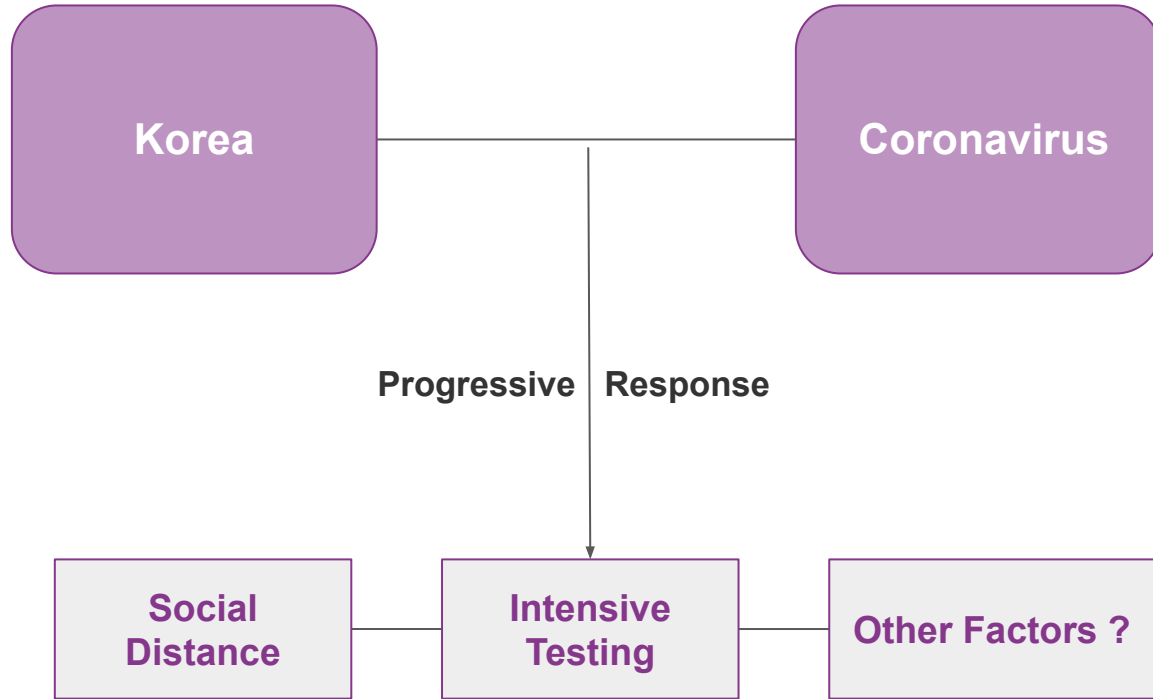 Korea
Coronavirus
Progressive Response
Social
Distance
Intensive
Testing
Other Factors ?